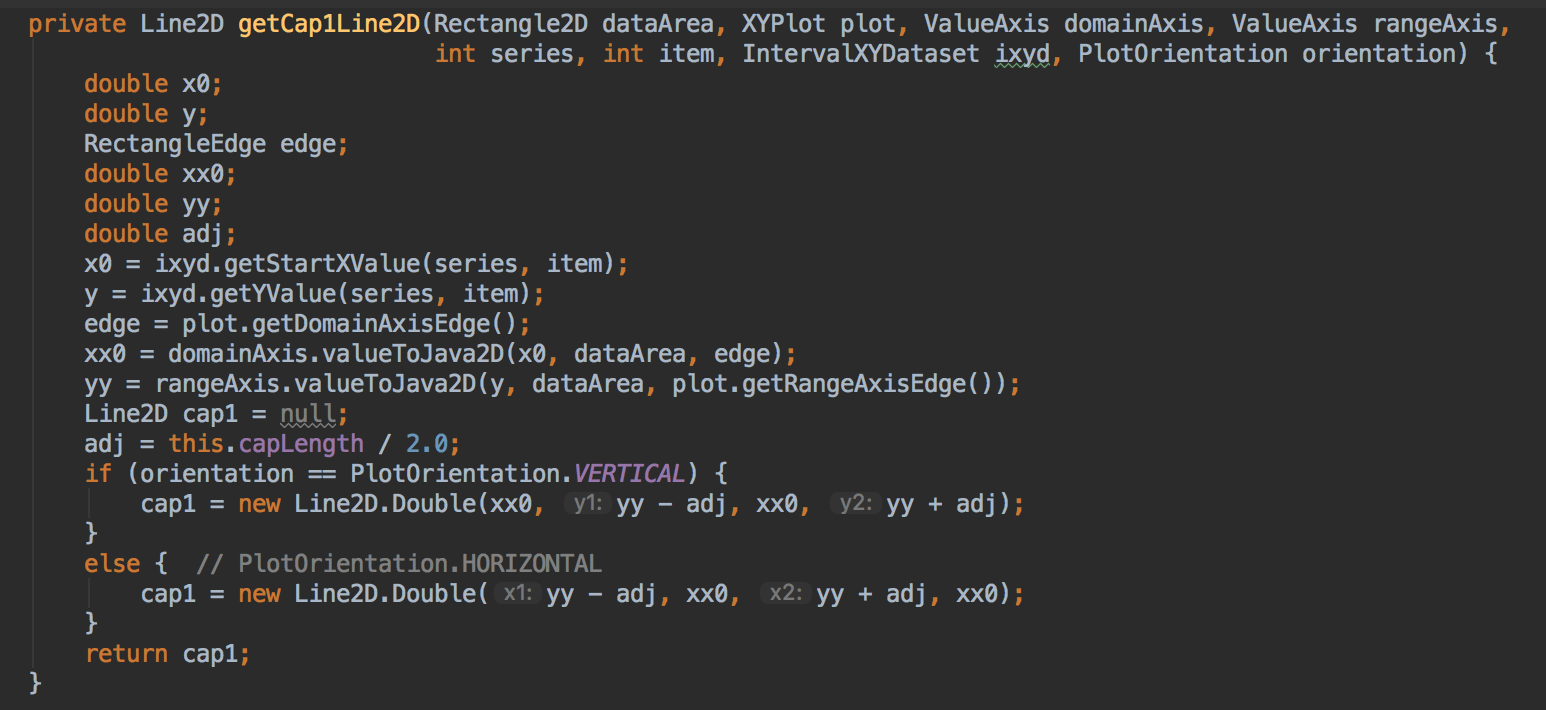 private Line2D getCap1Line2D(Rectangle2D dataArea, XYPlot plot, ValueAxis domainAxis, ValueAxis rangeAxis,
                             int series, int item, IntervalXYDataset ixyd, PlotOrientation orientation) {
    double x0;
    double y;
    RectangleEdge edge;
    double xx0;
    double yy;
    double adj;
    x0 = ixyd.getStartXValue(series, item);
    y = ixyd.getYValue(series, item);
    edge = plot.getDomainAxisEdge();
    xx0 = domainAxis.valueToJava2D(x0, dataArea, edge);
    yy = rangeAxis.valueToJava2D(y, dataArea, plot.getRangeAxisEdge());
    Line2D cap1 = null;
    adj = this.capLength / 2.0;
    if (orientation == PlotOrientation.VERTICAL) {
        cap1 = new Line2D.Double(xx0, y1: yy - adj, xx0, y2: yy + adj);
    }
    else {  // PlotOrientation.HORIZONTAL
        cap1 = new Line2D.Double( x1: yy - adj, xx0, x2: yy + adj, xx0);
    }
    return cap1;
}